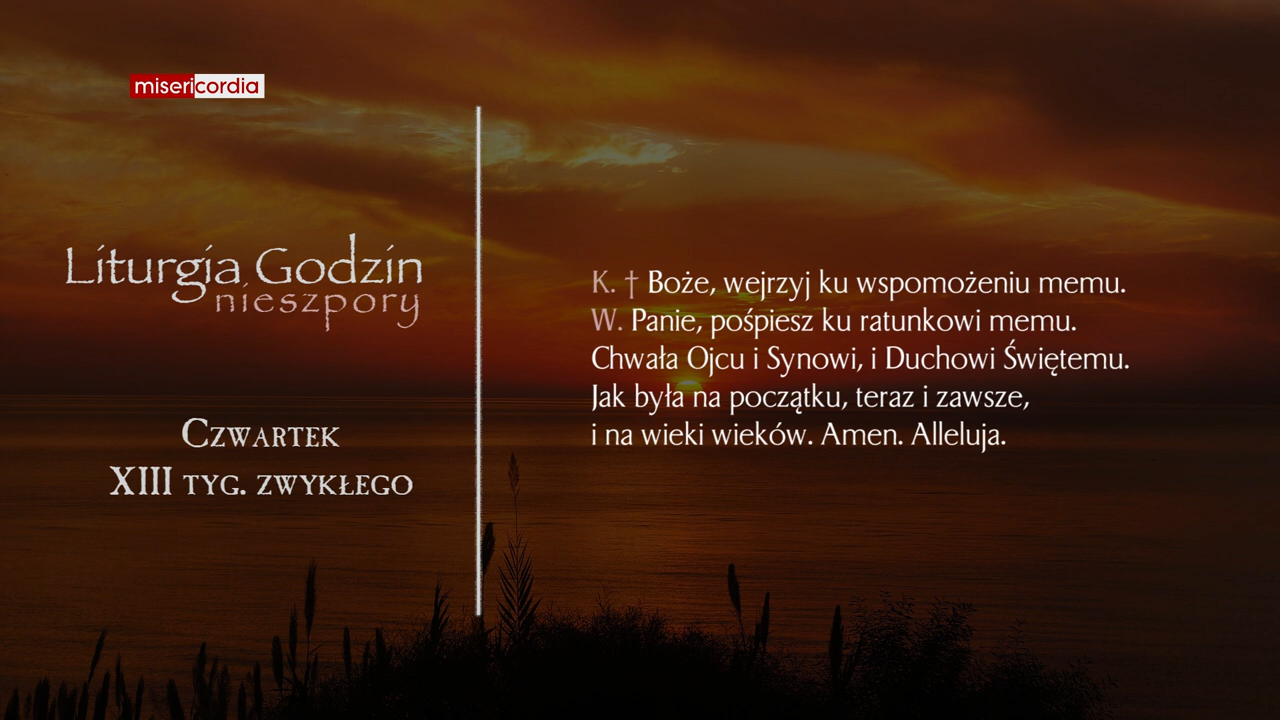 misericordia
Liturgia Godzin
nieszpory
Czwartek
XIII tyg. zwykłego
K. † Boże, wejrzyj ku wspomożeniu memu.
W. Panie, pośpiesz ku ratunkowi memu.
Chwała Ojcu i Synowi, i Duchowi Świętemu.
Jak była na początku, teraz i zawsze,
i na wieki wieków. Amen. Alleluja.